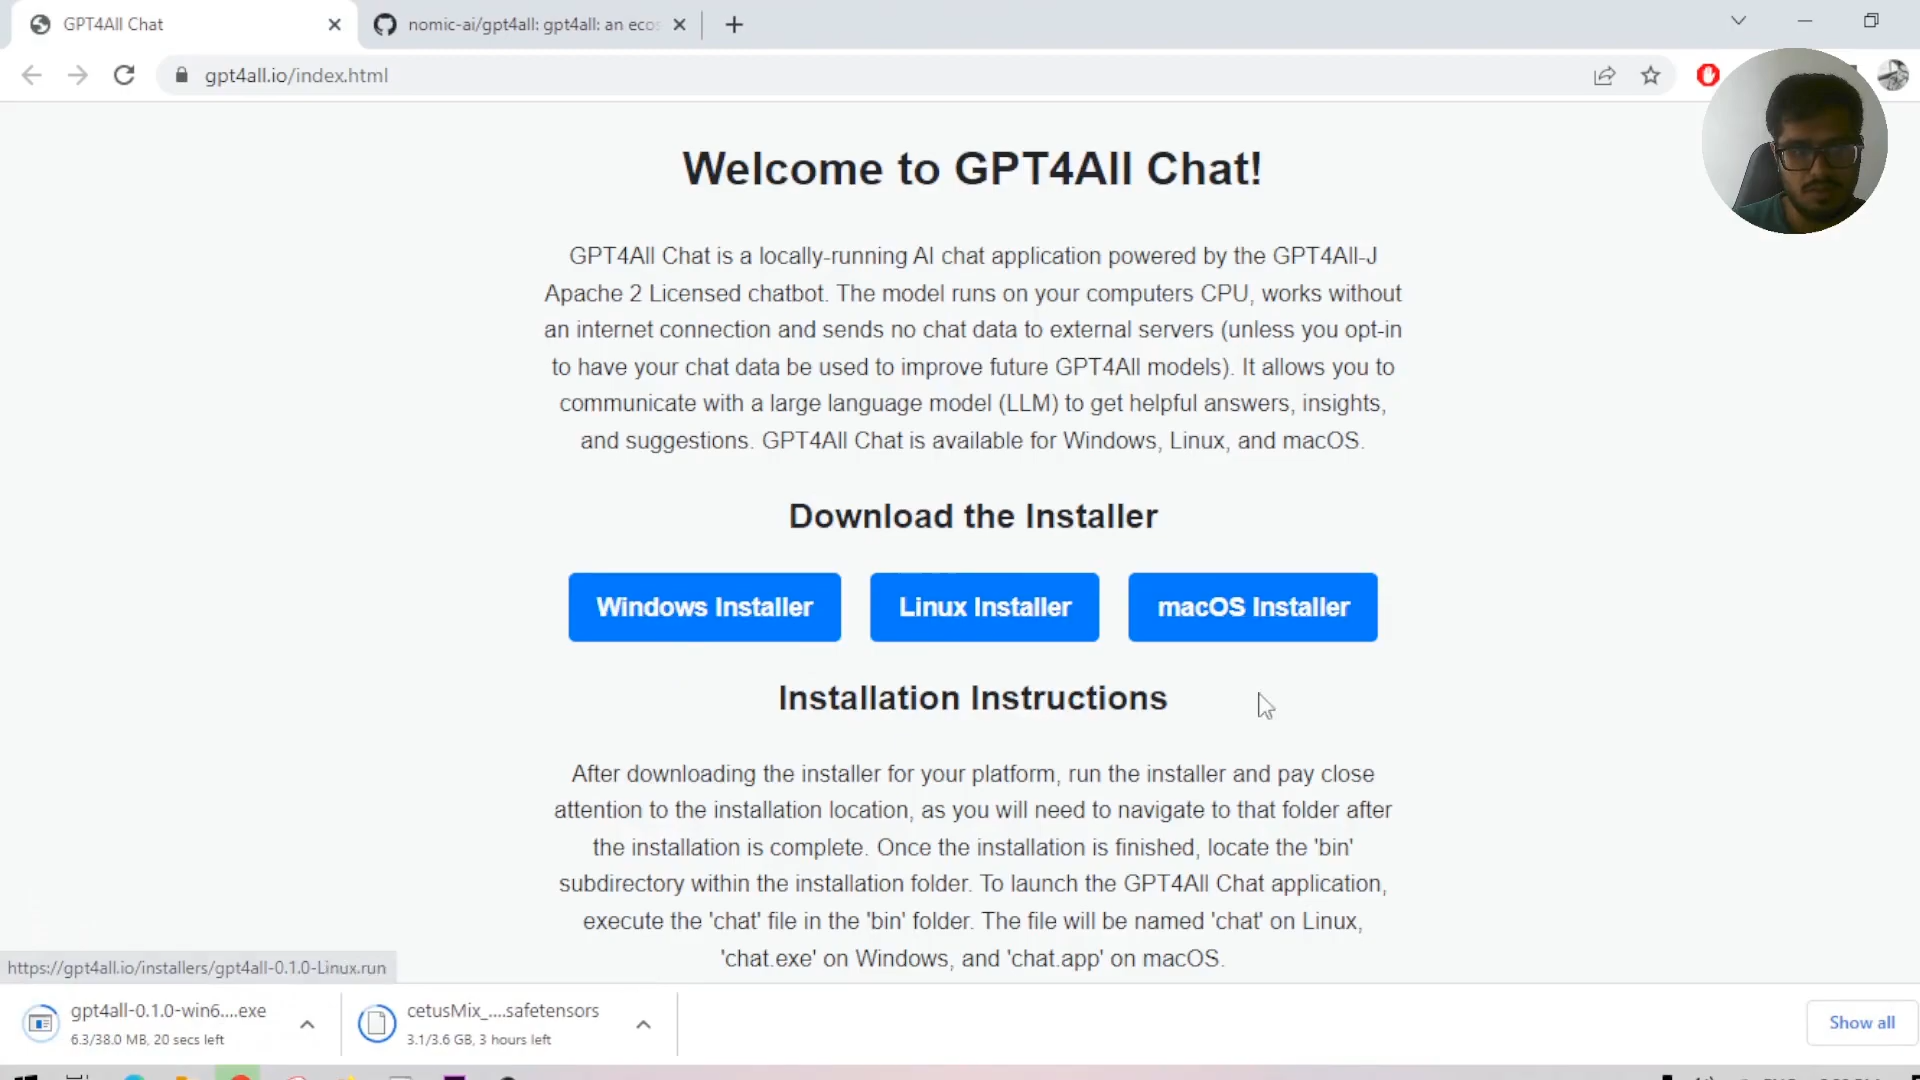 GPT4All Chat
nomic-ai/gpt4all: gpt4all: an eco
gpt4all.io/index.html
Welcome to GPT4All Chat!
GPT4All Chat is a locally-running AI chat application powered by the GPT4All-J
Apache 2 Licensed chatbot. The model runs on your computers CPU, works without
an internet connection and sends no chat data to external servers (unless you opt-in
to have your chat data be used to improve future GPT4All models). It allows you to
communicate with a large language model (LLM) to get helpful answers, insights,
and suggestions. GPT4All Chat is available for Windows, Linux, and macOS.
Download the Installer
Windows Installer
Linux Installer
macOS Installer
Installation Instructions
After downloading the installer for your platform, run the installer and pay close
attention to the installation location, as you will need to navigate to that folder after
the installation is complete. Once the installation is finished, locate the 'bin'
subdirectory within the installation folder. To launch the GPT4All Chat application,
execute the 'chat' file in the 'bin' folder. The file will be named 'chat' on Linux,
'chat.exe' on Windows, and 'chat.app' on macOS.
https://gpt4all.io/installers/gpt4all-0.1.0-Linux.run
gpt4all-0.1.0-win6....exe
6.3/38.0 MB, 20 secs left
cetusMix_....safetensors
3.1/3.6 GB, 3 hours left
Show all